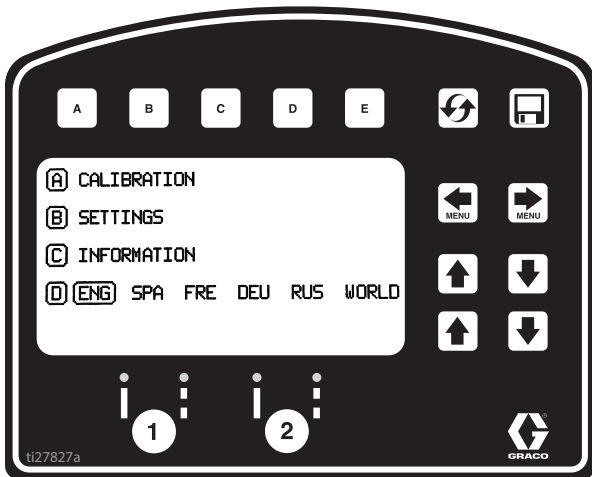 A B C D E
A CALIBRATION
B SETTINGS
C INFORMATION
D ENG SPA FRE DEU RUS WORLD
MENU MENU
1 2
ti27827a
GRACO